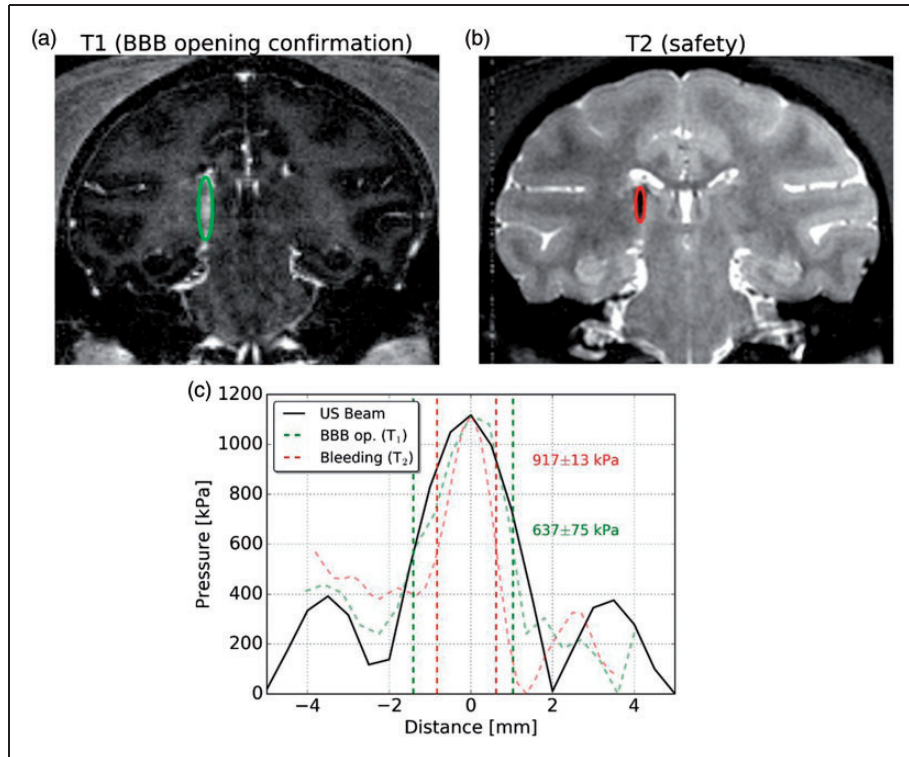 (a) T1 (BBB opening confirmation)
(b) T2 (safety)
(c)
1200
1000
800
600
400
200
0
Pressure [kPa]
US Beam
BBB op. (T₁)
Bleeding (T₂)
917±13 kPa
637±75 kPa
−4 −2 0 2 4
Distance [mm]